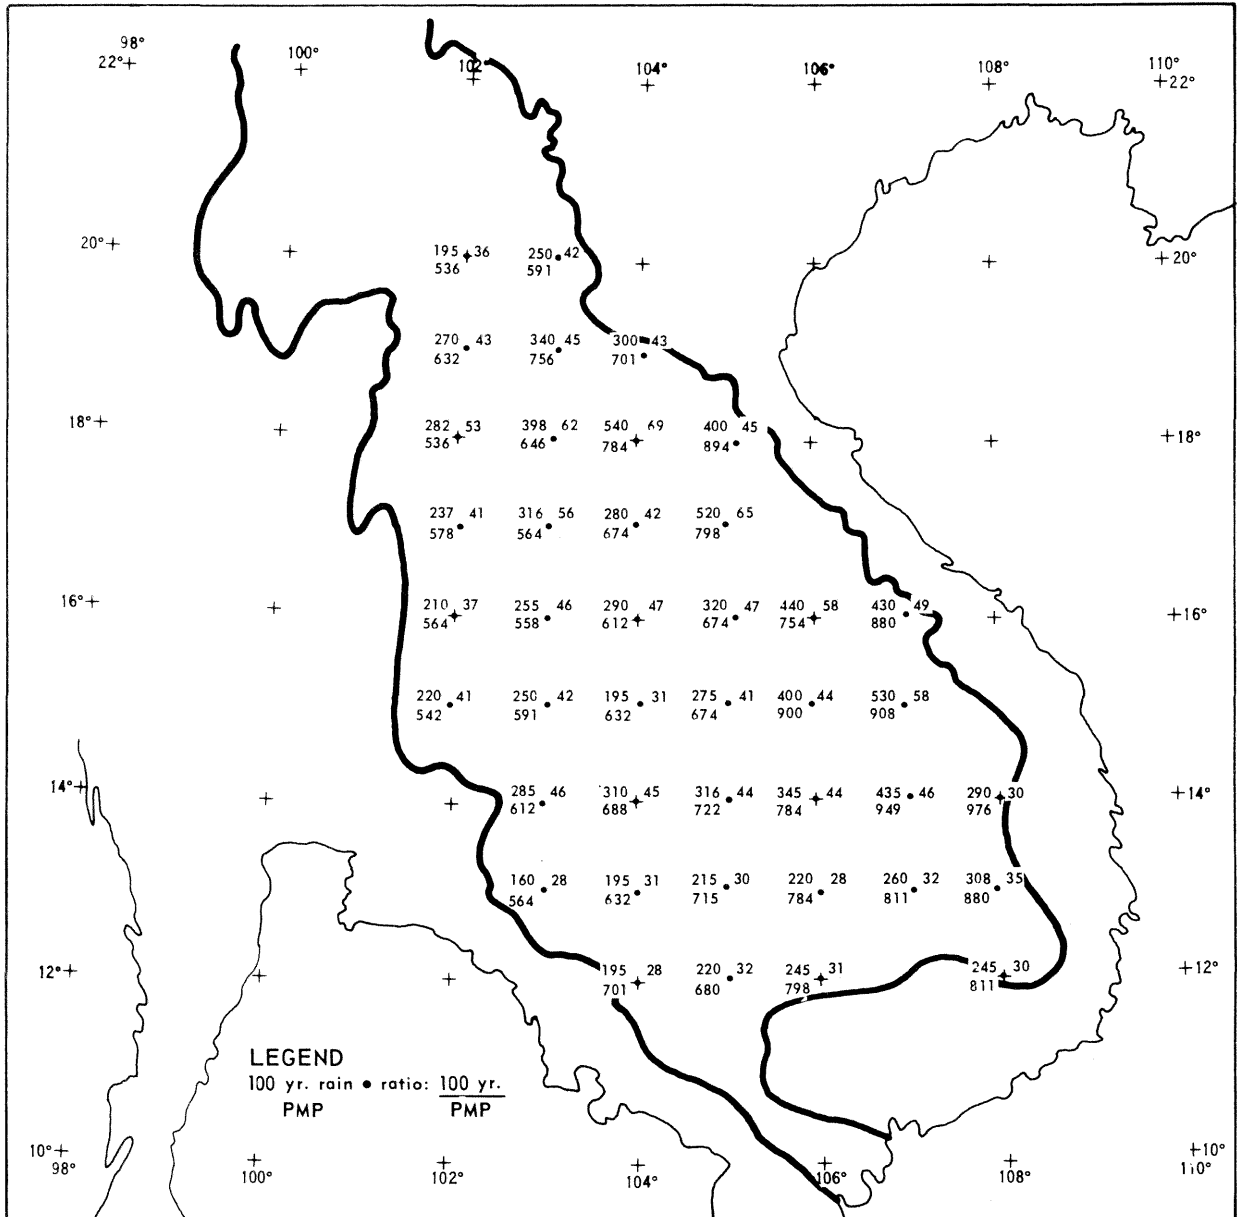 98° 100° 102 104° 106° 108° 110°
22° 22°
20° 195 36 250 42 20°
536 591
270 43 340 45 300 43
632 756 701
18° 282 53 398 62 540 69 400 45 18°
536 646 784 894
237 41 316 56 280 42 520 65
578 564 674 798
16° 210 37 255 46 290 47 320 47 440 58 430 49 16°
564 558 612 674 754 880
220 41 250 42 195 31 275 41 400 44 530 58
542 591 632 674 900 908
14° 285 46 310 45 316 44 345 44 435 46 290 30 14°
612 688 722 784 949 976
160 28 195 31 215 30 220 28 260 32 308 35
564 632 715 784 811 880
12° 195 28 220 32 245 31 245 30 12°
701 680 798 811
LEGEND
100 yr. rain • ratio: 100 yr.
PMP PMP
10° 10°
98° 100° 102° 104° 106° 108° 110°